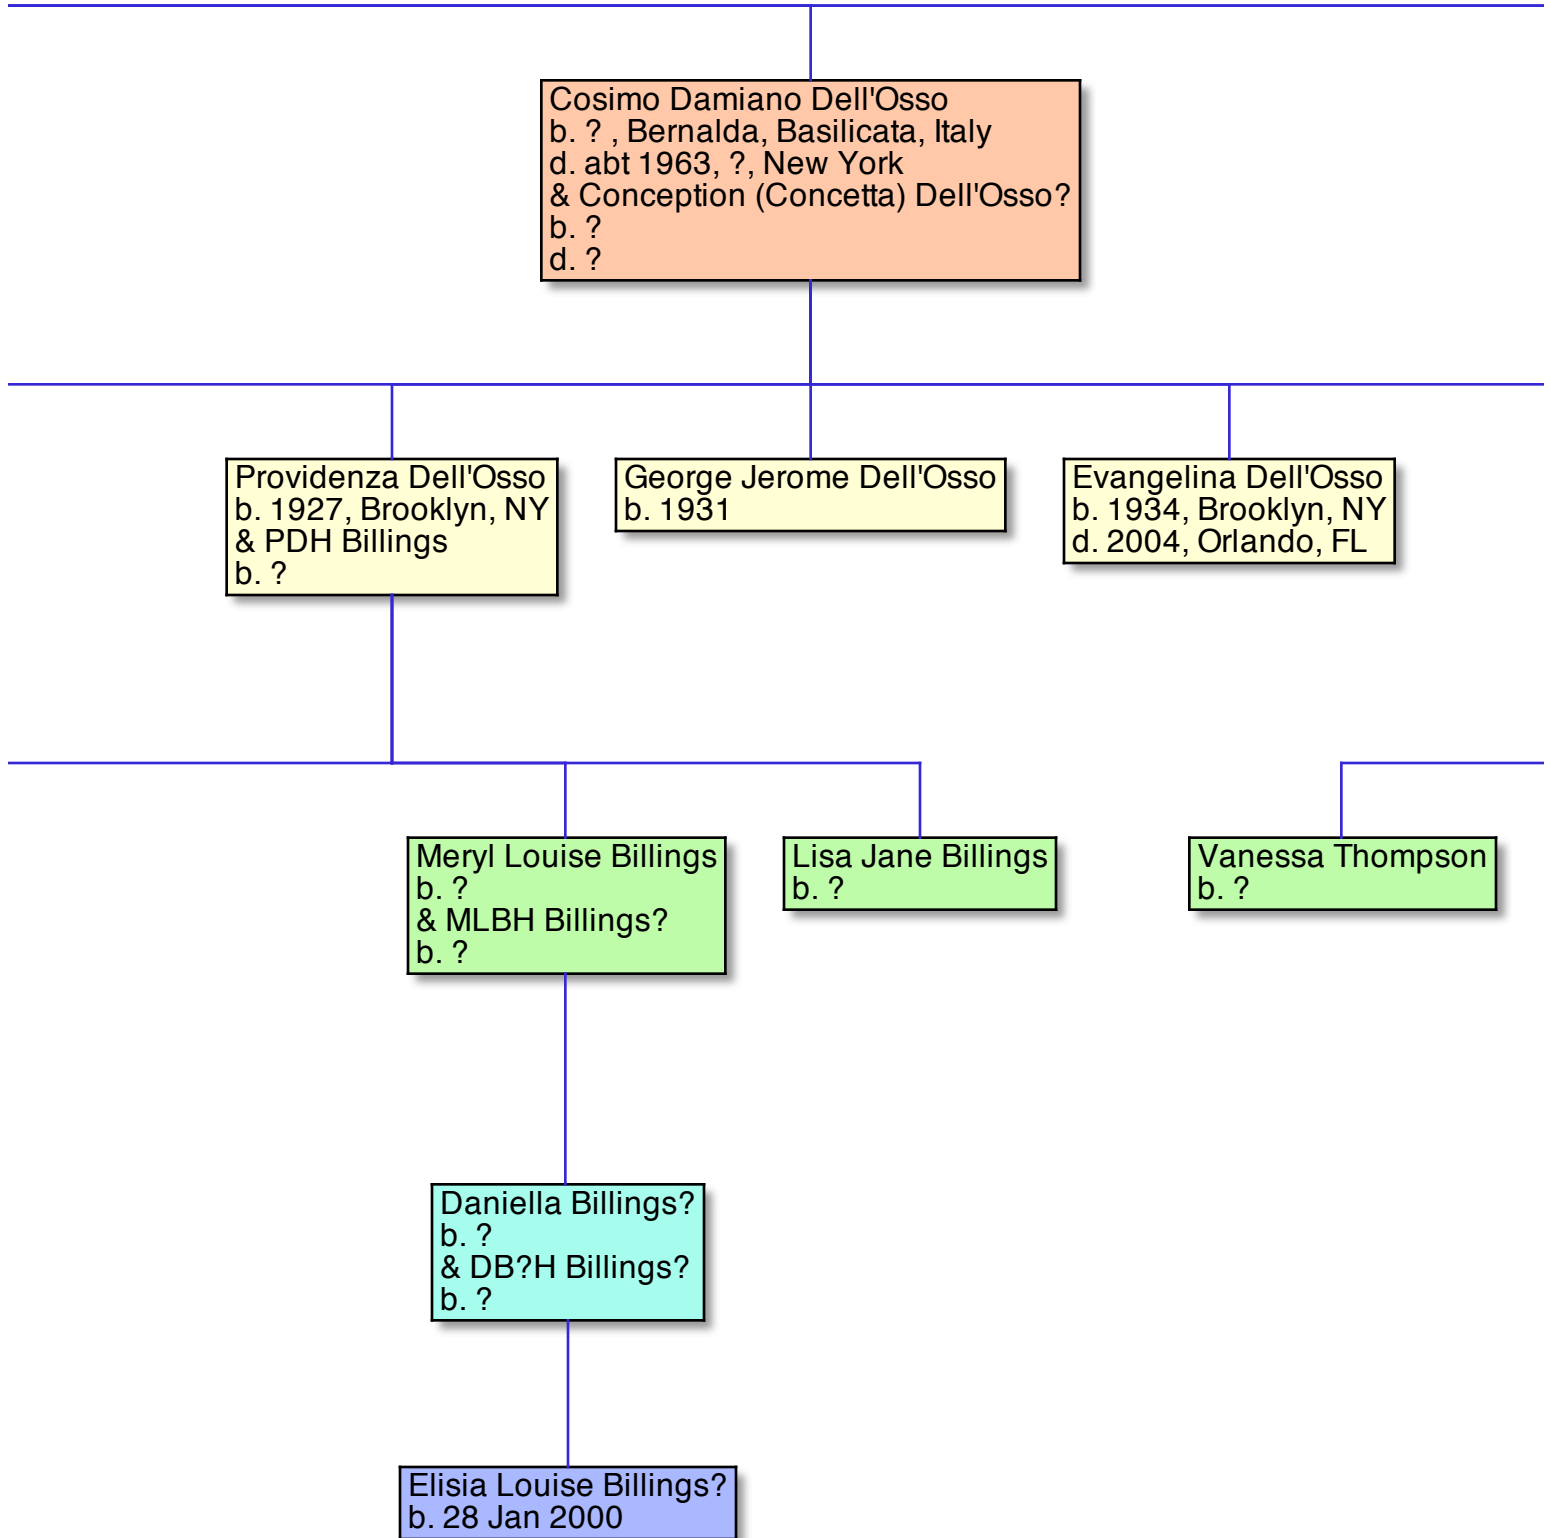 Cosimo Damiano Dell'Osso
b. ? , Bernalda, Basilicata, Italy
d. abt 1963, ?, New York
& Conception (Concetta) Dell'Osso?
b. ?
d. ?
Providenza Dell'Osso
b. 1927, Brooklyn, NY
& PDH Billings
b. ?
George Jerome Dell'Osso
b. 1931
Evangelina Dell'Osso
b. 1934, Brooklyn, NY
d. 2004, Orlando, FL
Meryl Louise Billings
b. ?
& MLBH Billings?
b. ?
Lisa Jane Billings
b. ?
Vanessa Thompson
b. ?
Daniella Billings?
b. ?
& DB?H Billings?
b. ?
Elisia Louise Billings?
b. 28 Jan 2000